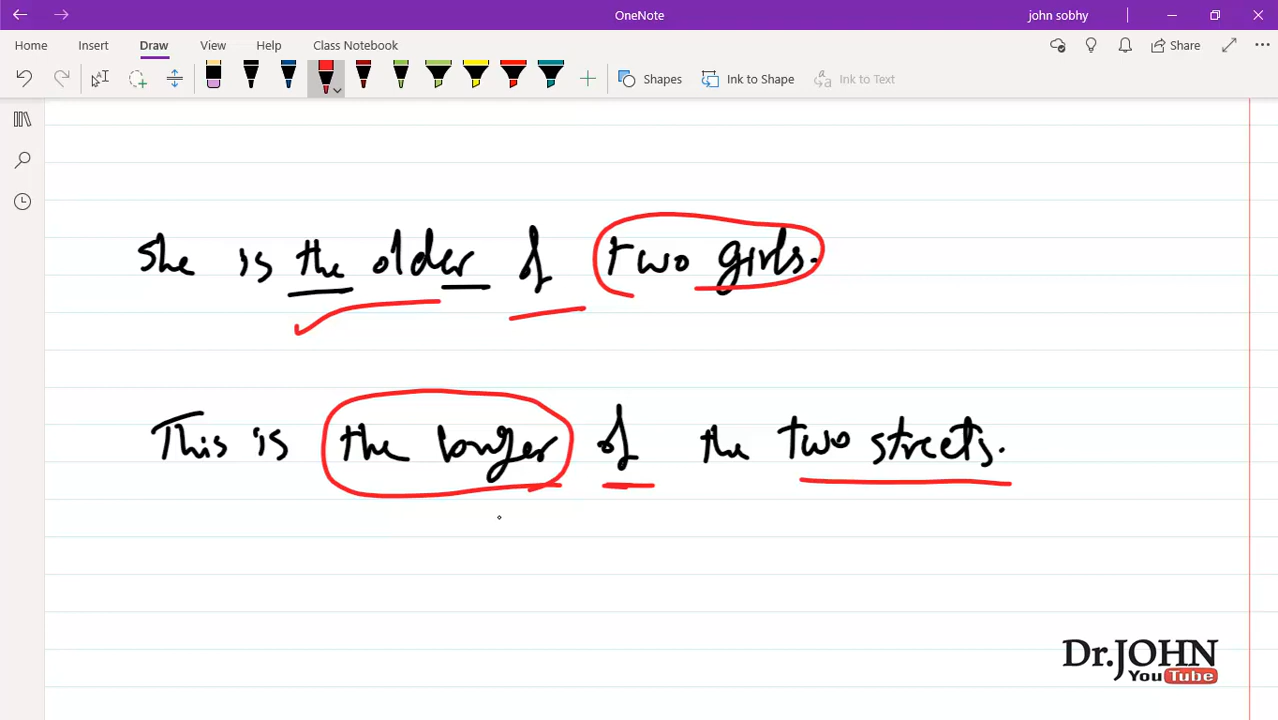 OneNote
john sobhy
Home Insert Draw View Help Class Notebook
Share
Shapes Ink to Shape Ink to Text
She is the older of two girls.
This is the longer of the two streets.
Dr.JOHN
YouTube